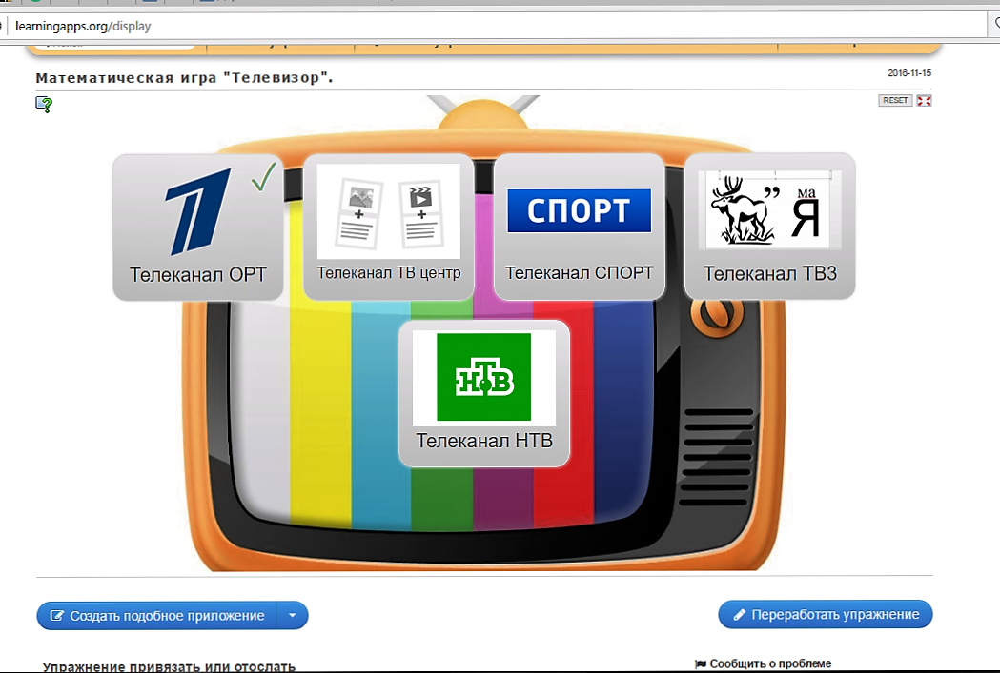 learningapps.org/display
Математическая игра "Телевизор".
2016-11-15
RESET
Телеканал ОРТ
Телеканал ТВ центр
СПОРТ
Телеканал СПОРТ
” ма
Я
Телеканал ТВ3
НТВ
Телеканал НТВ
Создать подобное приложение
Переработать упражнение
Упражнение привязать или отослать
Сообщить о проблеме